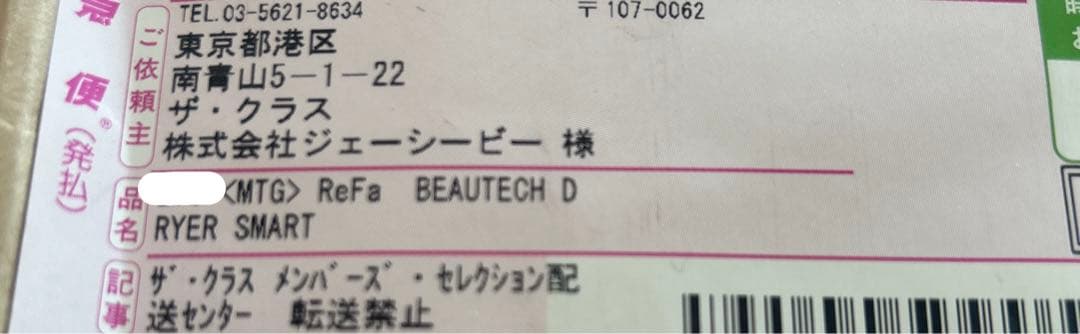 急便®(発払)
TEL.03-5621-8634
〒107-0062
ご依頼主
東京都港区
南青山5-1-22
ザ・クラス
株式会社ジェーシービー 様
品名
<MTG> ReFa BEAUTECH D
RYER SMART
記事
ｻﾞ･ｸﾗｽ ﾒﾝﾊﾞｰｽﾞ･ｾﾚｸｼｮﾝ配
送ｾﾝﾀｰ 転送禁止